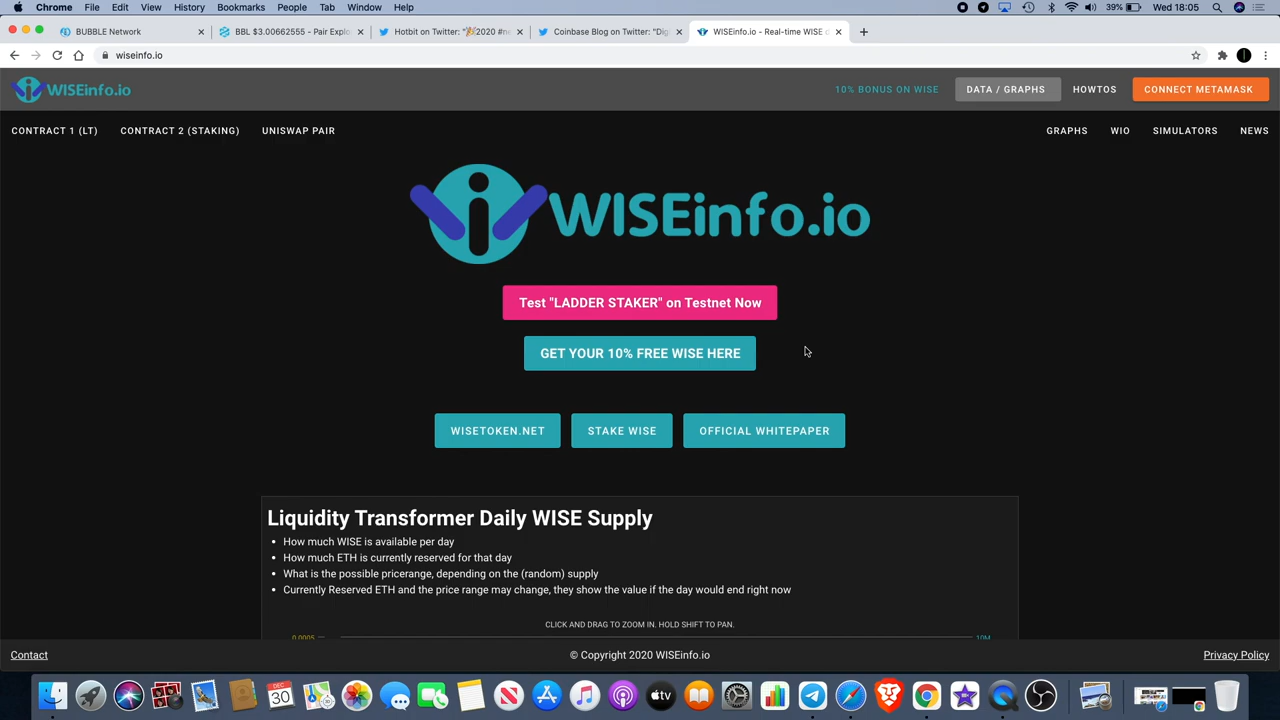 Chrome File Edit View History Bookmarks People Tab Window Help 39% Wed 18:05
BUBBLE Network
BBL $3.00662555 - Pair Explo
Hotbit on Twitter: "🎉2020 #ne
Coinbase Blog on Twitter: "Dig
WISEinfo.io - Real-time WISE c
wiseinfo.io
WISEinfo.io
10% BONUS ON WISE DATA / GRAPHS HOWTOS CONNECT METAMASK
CONTRACT 1 (LT) CONTRACT 2 (STAKING) UNISWAP PAIR GRAPHS WIO SIMULATORS NEWS
WISEinfo.io
Test "LADDER STAKER" on Testnet Now
GET YOUR 10% FREE WISE HERE
WISETOKEN.NET STAKE WISE OFFICIAL WHITEPAPER
Liquidity Transformer Daily WISE Supply
• How much WISE is available per day
• How much ETH is currently reserved for that day
• What is the possible pricerange, depending on the (random) supply
• Currently Reserved ETH and the price range may change, they show the value if the day would end right now
CLICK AND DRAG TO ZOOM IN. HOLD SHIFT TO PAN.
0.0005 10M
Contact © Copyright 2020 WISEinfo.io Privacy Policy
DEC
30
tv